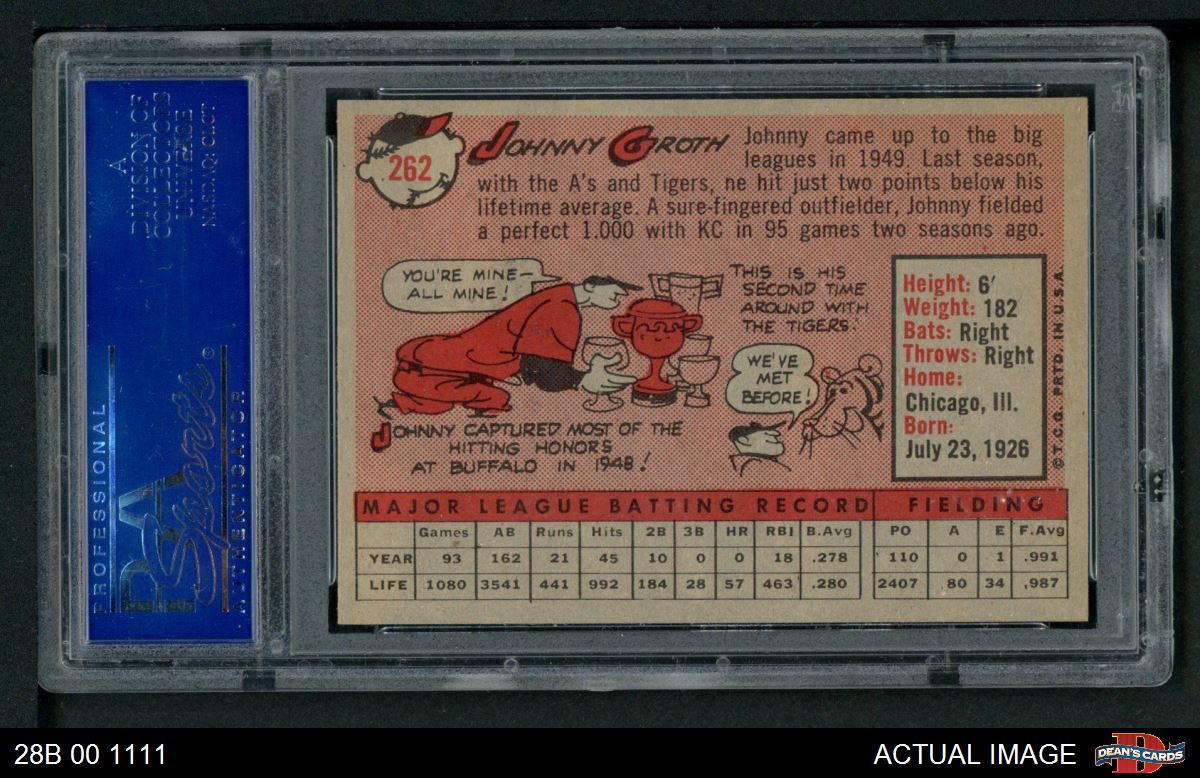 A
DIVISION OF
COLLECTORS
UNIVERSE
NASDAQ: CLCT
PROFESSIONAL
PSA
Sports ®
AUTHENTICATOR
262
JOHNNY GROTH
Johnny came up to the big
leagues in 1949. Last season,
with the A's and Tigers, ne hit just two points below his
lifetime average. A sure-fingered outfielder, Johnny fielded
a perfect 1.000 with KC in 95 games two seasons ago.
YOU'RE MINE—
ALL MINE!
THIS IS HIS
SECOND TIME
AROUND WITH
THE TIGERS.
WE'VE
MET
BEFORE!
JOHNNY CAPTURED MOST OF THE
HITTING HONORS
AT BUFFALO IN 1948!
Height: 6'
Weight: 182
Bats: Right
Throws: Right
Home:
Chicago, Ill.
Born:
July 23, 1926
© T.C.G. PRTD. IN U.S.A.
MAJOR LEAGUE BATTING RECORD FIELDING
Games AB Runs Hits 2B 3B HR RBI B.Avg PO A E F.Avg
YEAR 93 162 21 45 10 0 0 18 .278 110 0 1 .991
LIFE 1080 3541 441 992 184 28 57 463 .280 2407 80 34 .987
28B 00 1111
ACTUAL IMAGE
DEAN'S CARDS